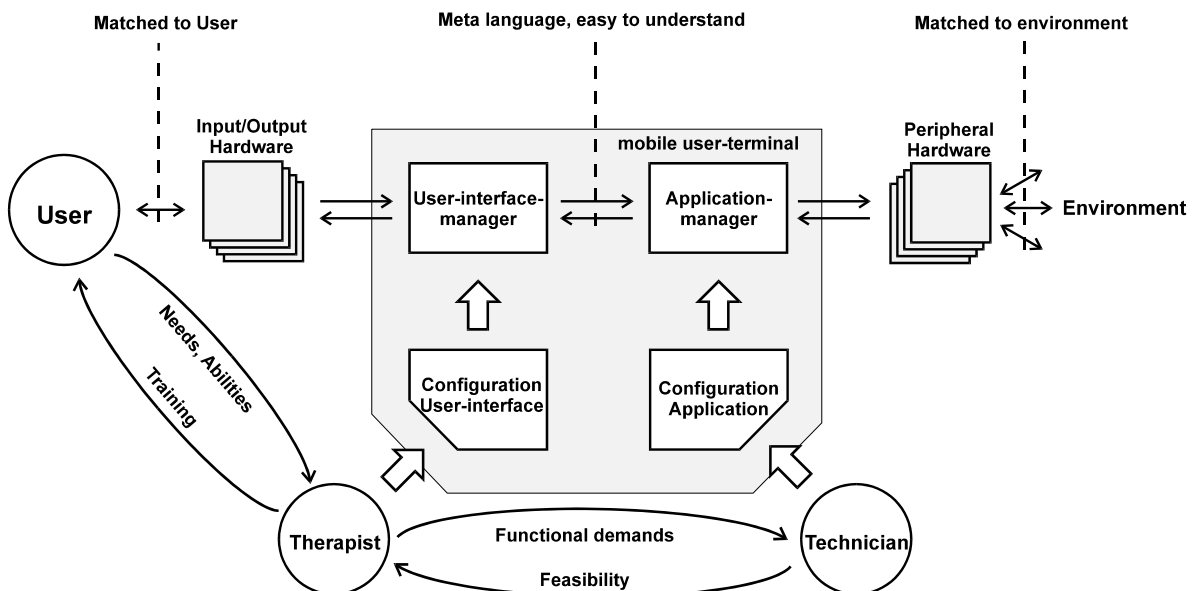 Matched to User
Meta language, easy to understand
Matched to environment
Input/Output
Hardware
mobile user-terminal
Peripheral
Hardware
User
User-interface-
manager
Application-
manager
Environment
Needs, Abilities
Training
Configuration
User-interface
Configuration
Application
Therapist
Functional demands
Technician
Feasibility